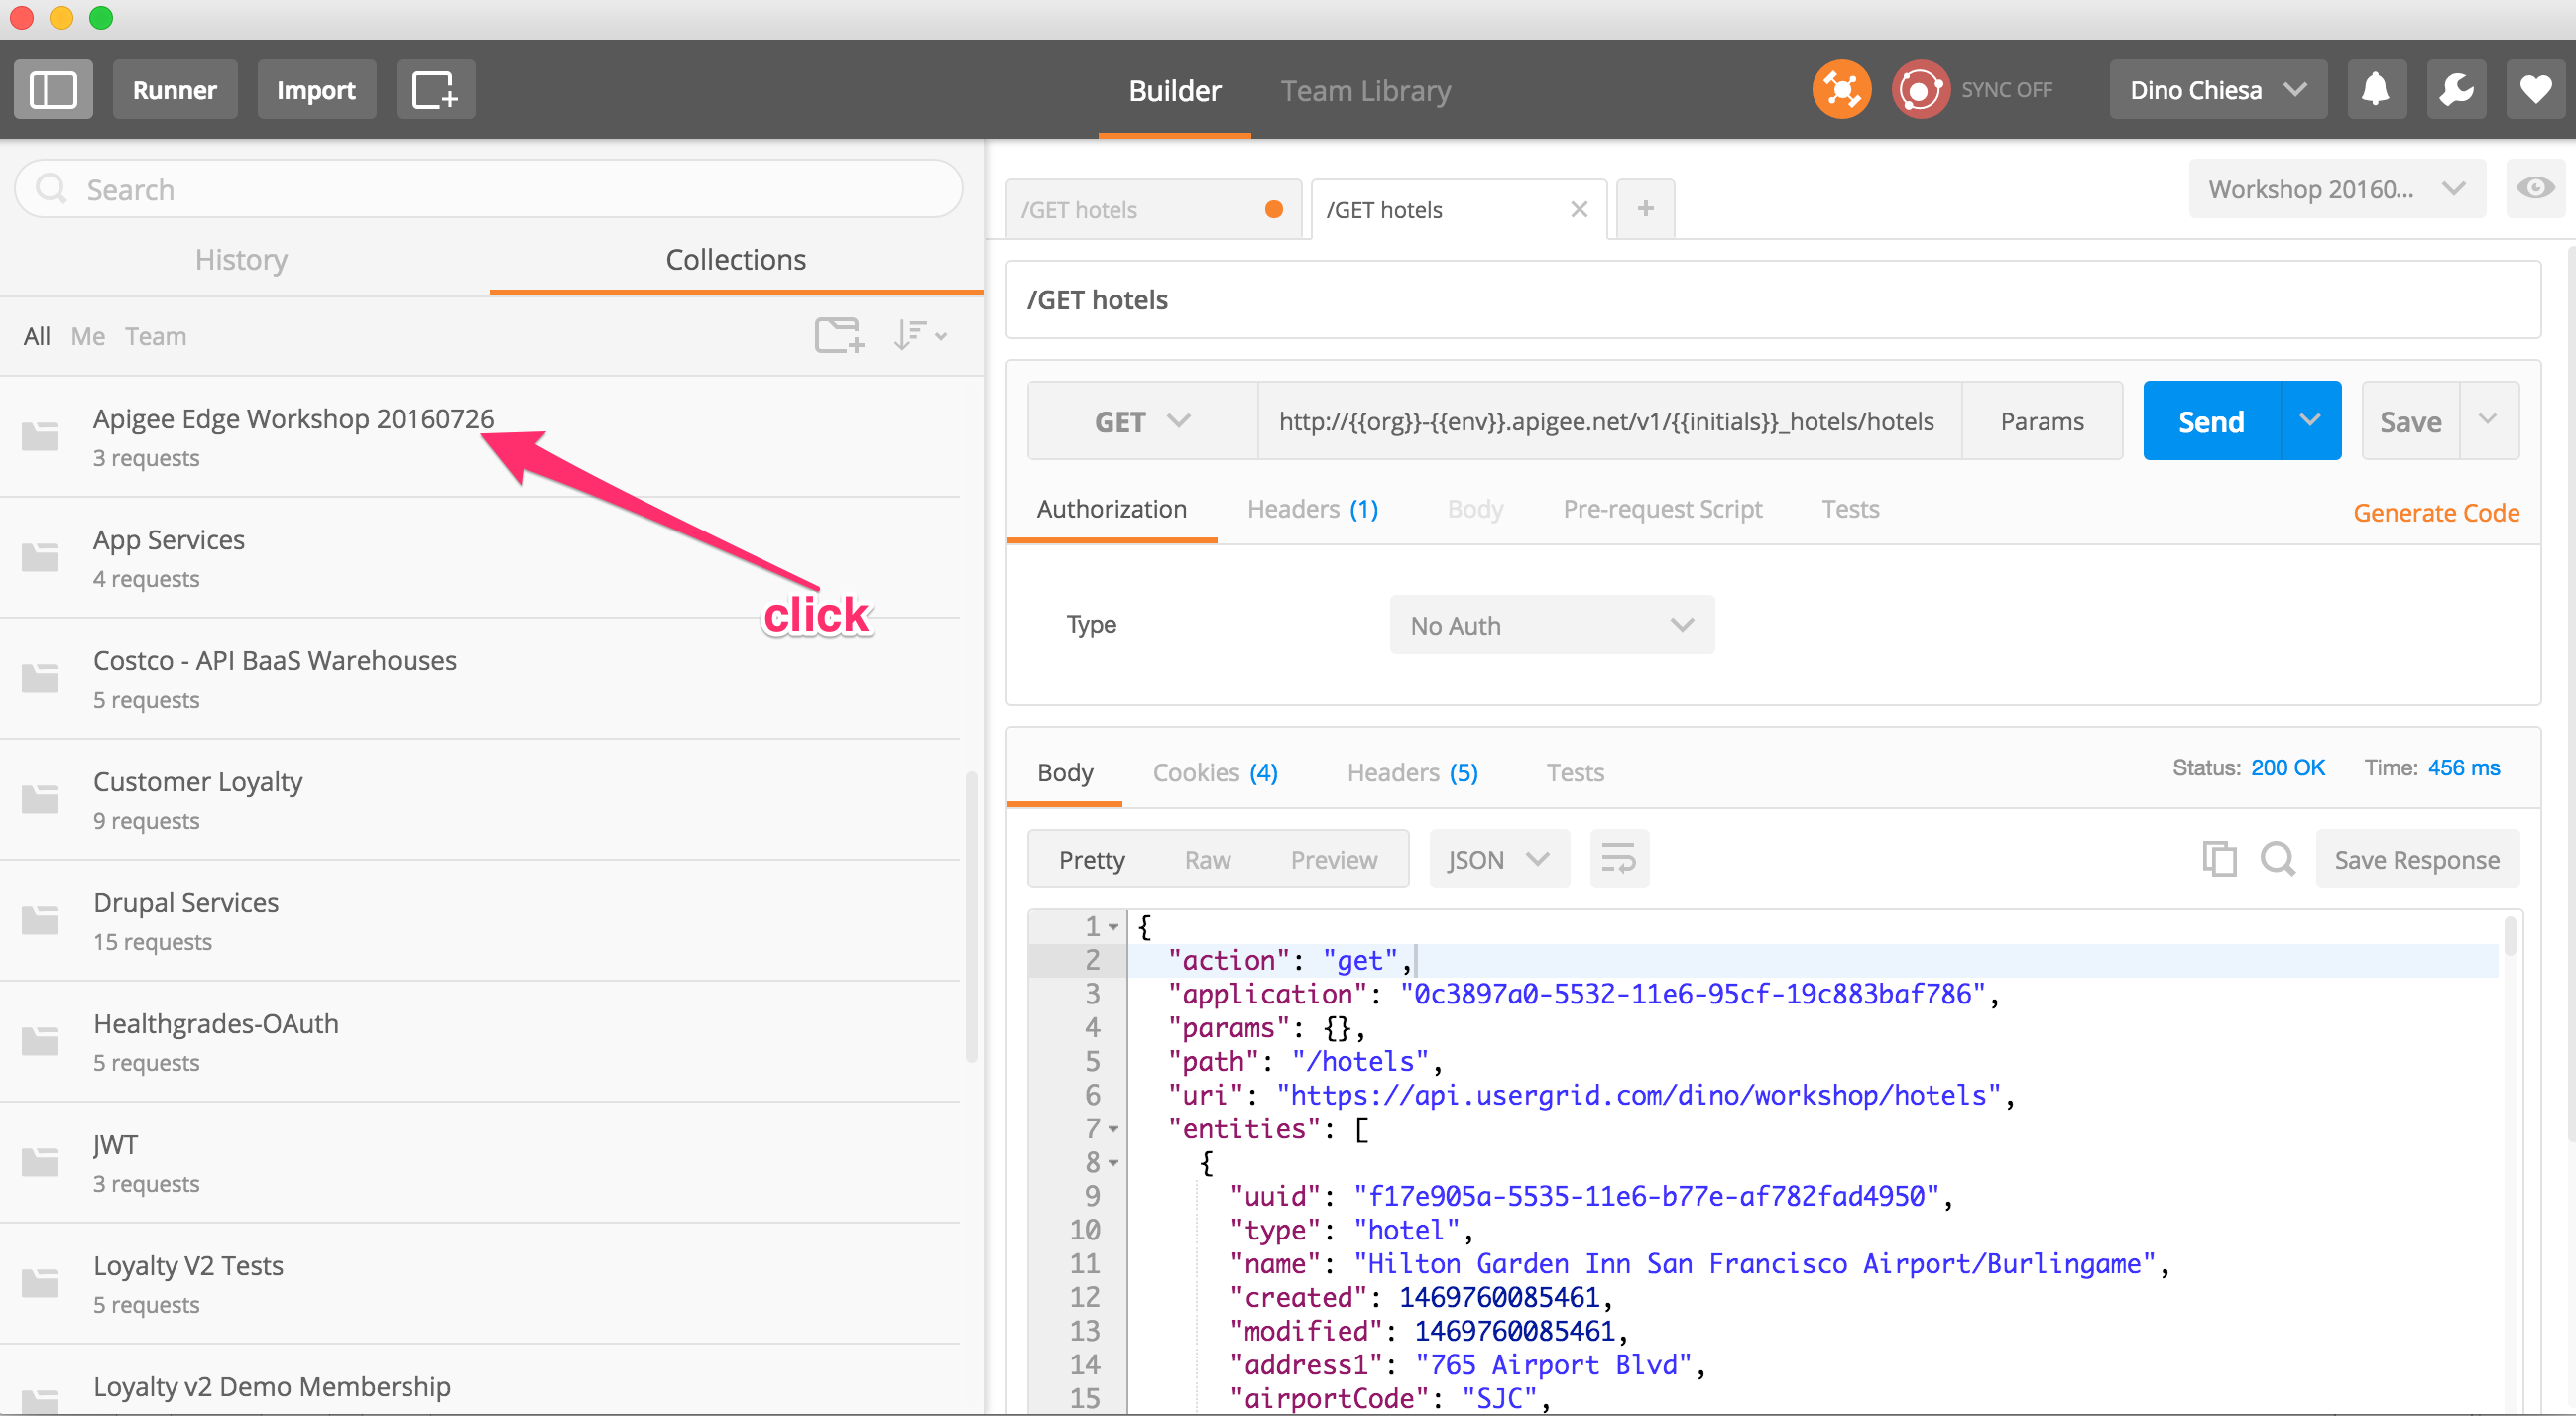 Runner Import Builder Team Library SYNC OFF Dino Chiesa
Search
History Collections
All Me Team
Apigee Edge Workshop 20160726
3 requests
click
App Services
4 requests
Costco - API BaaS Warehouses
5 requests
Customer Loyalty
9 requests
Drupal Services
15 requests
Healthgrades-OAuth
5 requests
JWT
3 requests
Loyalty V2 Tests
5 requests
Loyalty v2 Demo Membership
/GET hotels /GET hotels + Workshop 20160...
/GET hotels
GET http://{{org}}-{{env}}.apigee.net/v1/{{initials}}_hotels/hotels Params Send Save
Authorization Headers (1) Body Pre-request Script Tests Generate Code
Type No Auth
Body Cookies (4) Headers (5) Tests Status: 200 OK Time: 456 ms
Pretty Raw Preview JSON Save Response
1 {
2 "action": "get",
3 "application": "0c3897a0-5532-11e6-95cf-19c883baf786",
4 "params": {},
5 "path": "/hotels",
6 "uri": "https://api.usergrid.com/dino/workshop/hotels",
7 "entities": [
8 {
9 "uuid": "f17e905a-5535-11e6-b77e-af782fad4950",
10 "type": "hotel",
11 "name": "Hilton Garden Inn San Francisco Airport/Burlingame",
12 "created": 1469760085461,
13 "modified": 1469760085461,
14 "address1": "765 Airport Blvd",
15 "airportCode": "SJC",